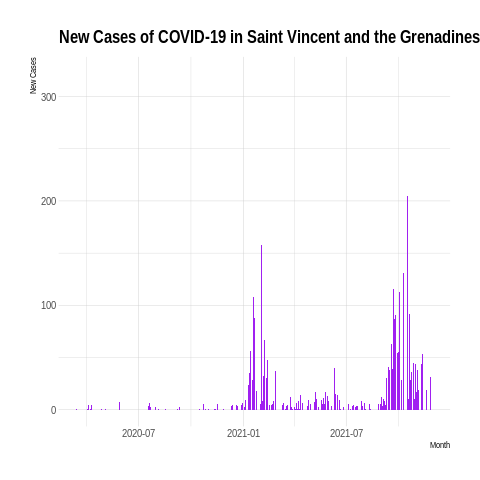 New Cases of COVID-19 in Saint Vincent and the Grenadines
New Cases
300
200
100
0
2020-07 2021-01 2021-07
Month